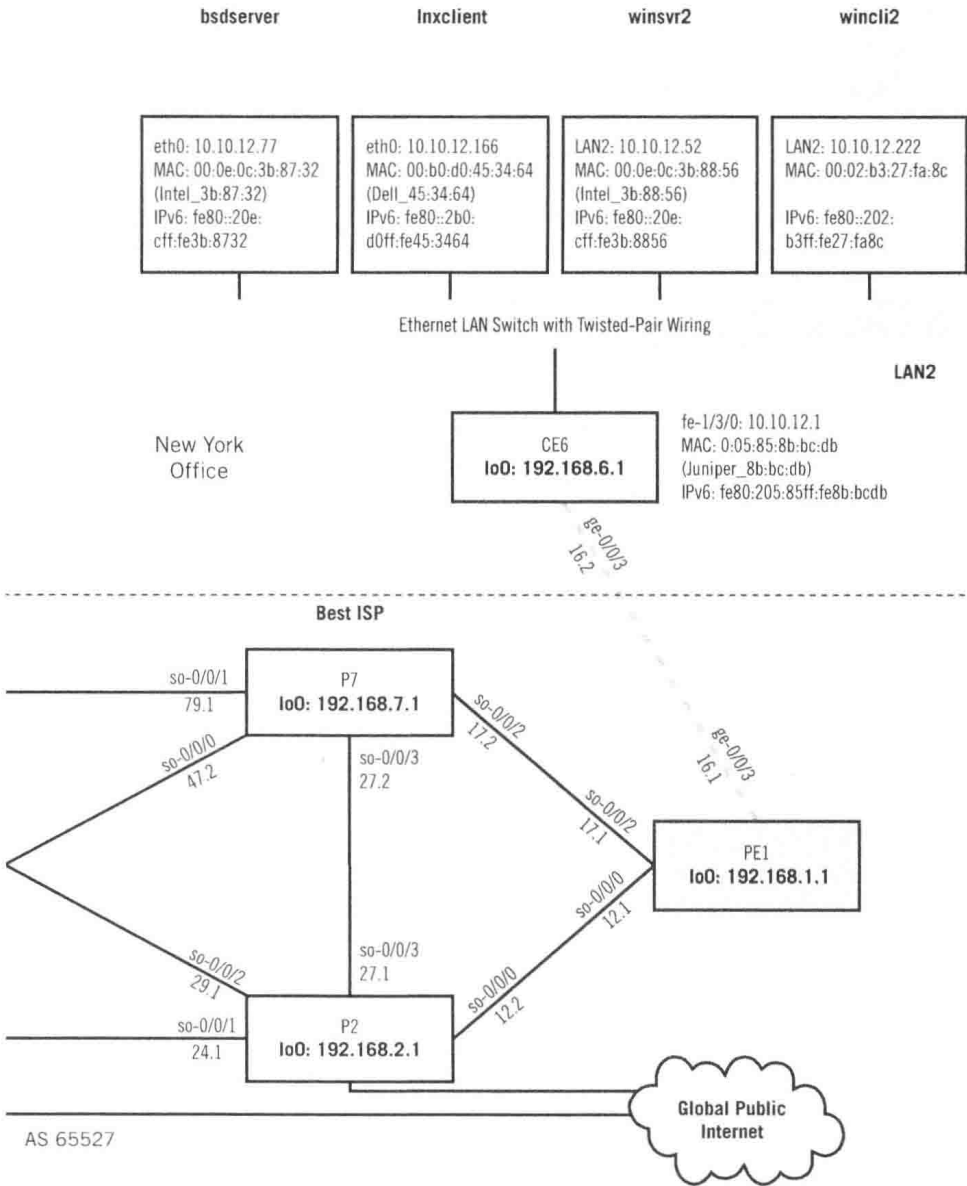 bsdserver
lnxclient
winsvr2
wincli2
eth0: 10.10.12.77
MAC: 00-0e-0c-3b-87-32
(Intel_3b:87:32)
IPv6: fe80::20e:
cff:fe3b:8732
eth0: 10.10.12.166
MAC: 00-b0-d0-45-34-64
(Dell_45:34:64)
IPv6: fe80::2b0:
d0ff:fe45:3464
LAN2: 10.10.12.52
MAC: 00-0e-0c-3b-88-56
(Intel_3b:88:56)
IPv6: fe80::20e:
cff:fe3b:8856
LAN2: 10.10.12.222
MAC: 00-02-b3-27-fa-8c
IPv6: fe80::202:
b3ff:fe27:fa8c
Ethernet LAN Switch with Twisted-Pair Wiring
LAN2
New York
Office
CE6
lo0: 192.168.6.1
fe-1/3/0: 10.10.12.1
MAC: 0:05:85:8b:bc:db
(Juniper_8b:bc:db)
IPv6: fe80:205:85ff:fe8b:bcdb
ge-0/0/3
16.2
Best ISP
so-0/0/1
79.1
P7
lo0: 192.168.7.1
so-0/0/0
47.2
so-0/0/3
27.2
so-0/0/2
17.2
ge-0/0/3
16.1
so-0/0/2
17.1
PE1
lo0: 192.168.1.1
so-0/0/0
12.1
so-0/0/2
29.1
so-0/0/3
27.1
so-0/0/0
12.2
so-0/0/1
24.1
P2
lo0: 192.168.2.1
Global Public
Internet
AS 65527